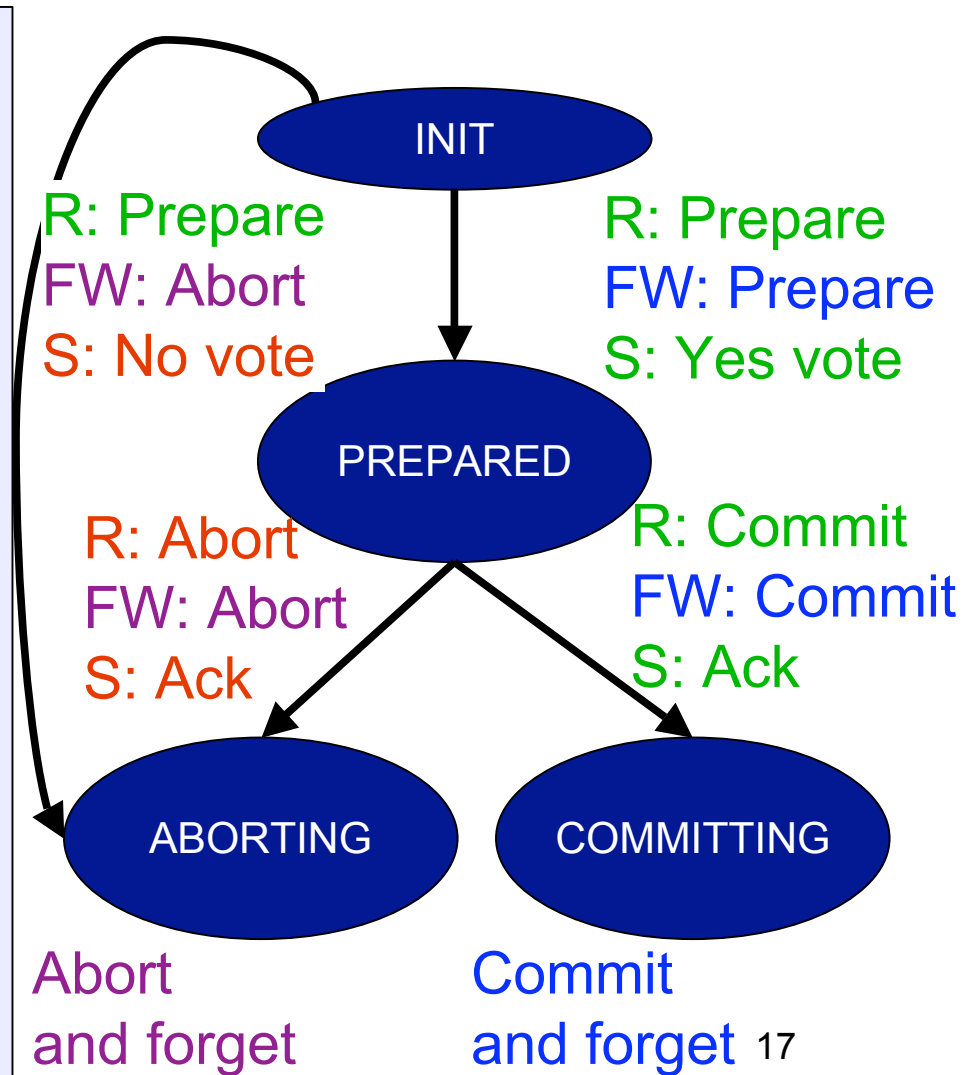 INIT
R: Prepare
FW: Abort
S: No vote
R: Prepare
FW: Prepare
S: Yes vote
PREPARED
R: Abort
FW: Abort
S: Ack
R: Commit
FW: Commit
S: Ack
ABORTING
COMMITTING
Abort
and forget
Commit
and forget
17